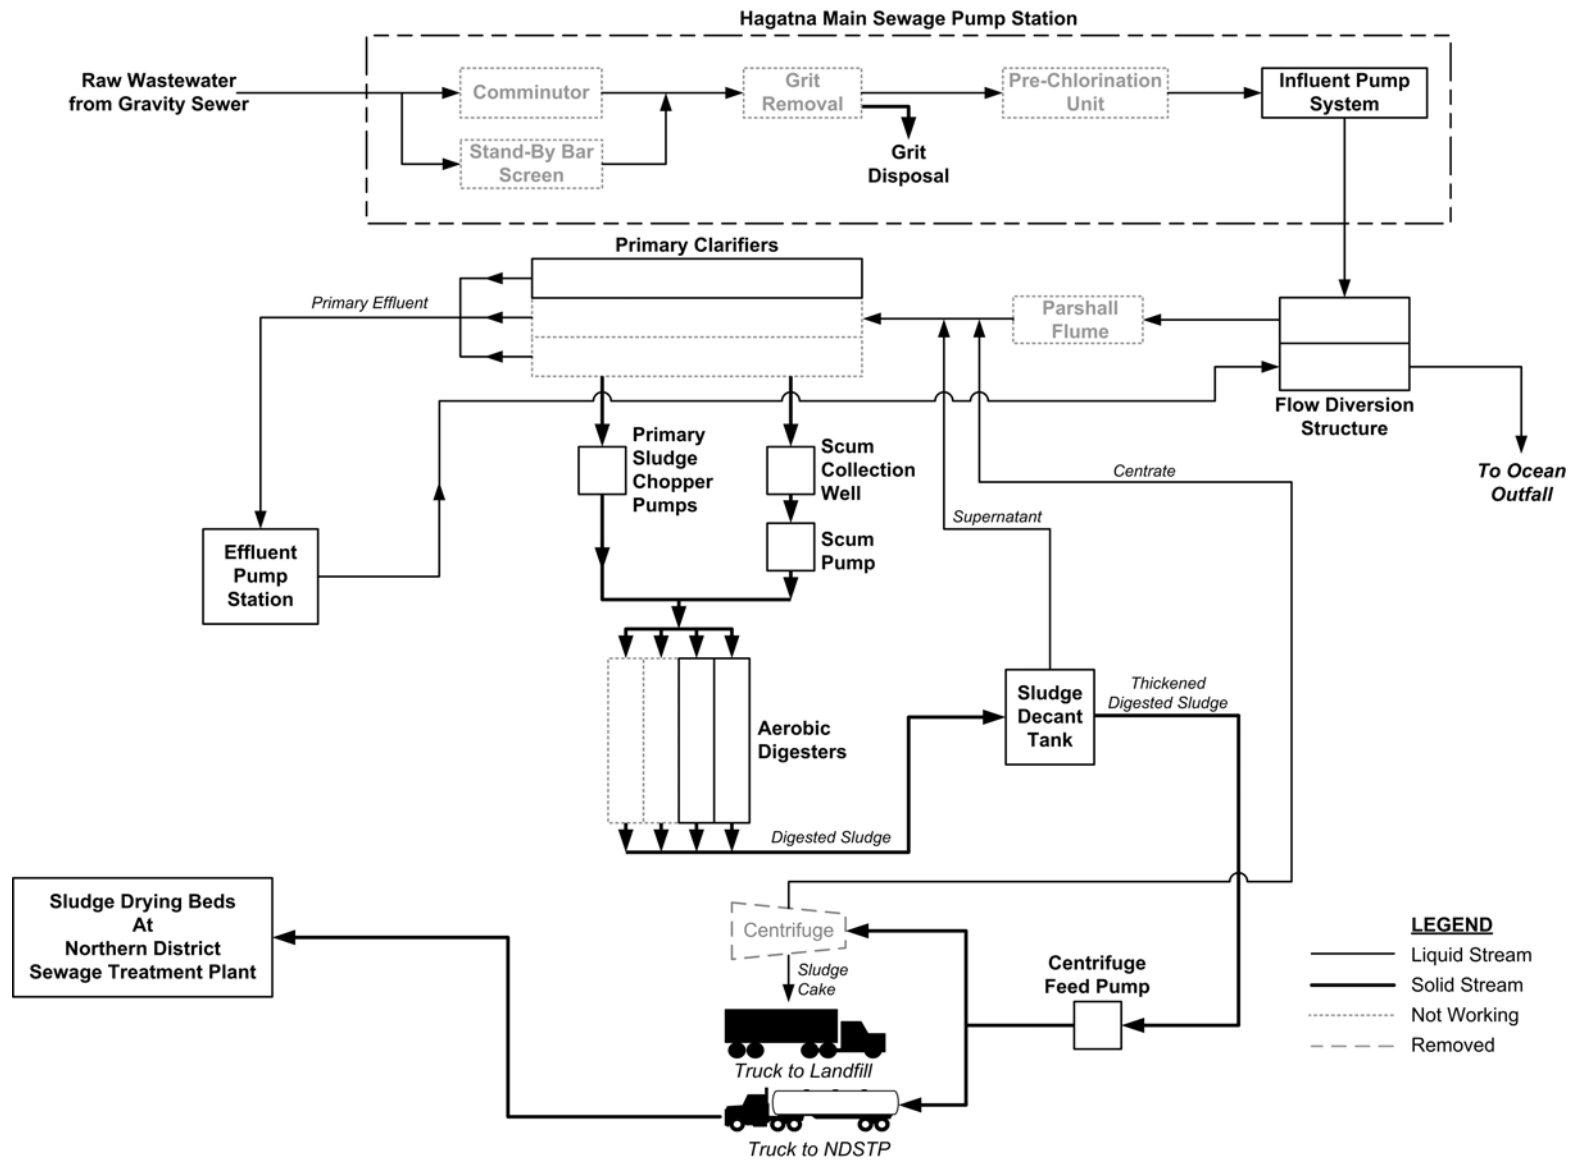 Hagatna Main Sewage Pump Station
Raw Wastewater
from Gravity Sewer
Comminutor
Stand-By Bar
Screen
Grit
Removal
Grit
Disposal
Pre-Chlorination
Unit
Influent Pump
System
Primary Clarifiers
Primary Effluent
Parshall
Flume
Flow Diversion
Structure
To Ocean
Outfall
Primary
Sludge
Chopper
Pumps
Scum
Collection
Well
Scum
Pump
Centrate
Supernatant
Effluent
Pump
Station
Aerobic
Digesters
Sludge
Decant
Tank
Thickened
Digested Sludge
Digested Sludge
Sludge Drying Beds
At
Northern District
Sewage Treatment Plant
Centrifuge
Sludge
Cake
Truck to Landfill
Truck to NDSTP
Centrifuge
Feed Pump
LEGEND
Liquid Stream
Solid Stream
Not Working
Removed